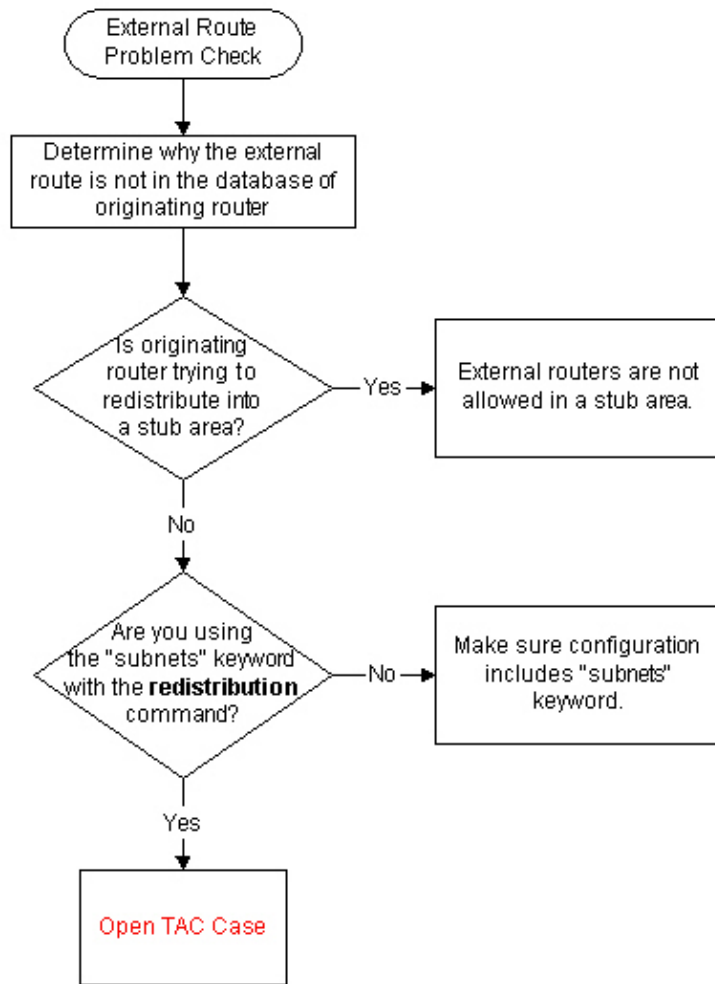 External Route
Problem Check
Determine why the external
route is not in the database of
originating router
Is originating
router trying to
redistribute into
a stub area?
Yes
External routers are not
allowed in a stub area.
No
Are you using
the "subnets" keyword
with the redistribution
command?
No
Make sure configuration
includes "subnets"
keyword.
Yes
Open TAC Case